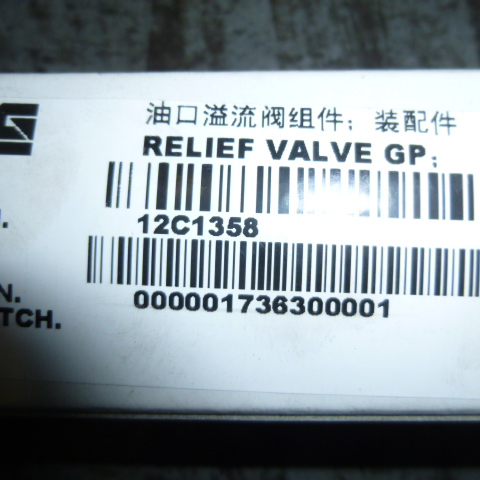 油口溢流阀组件；装配件
RELIEF VALVE GP;
12C1358
N.
000001736300001
TCH.